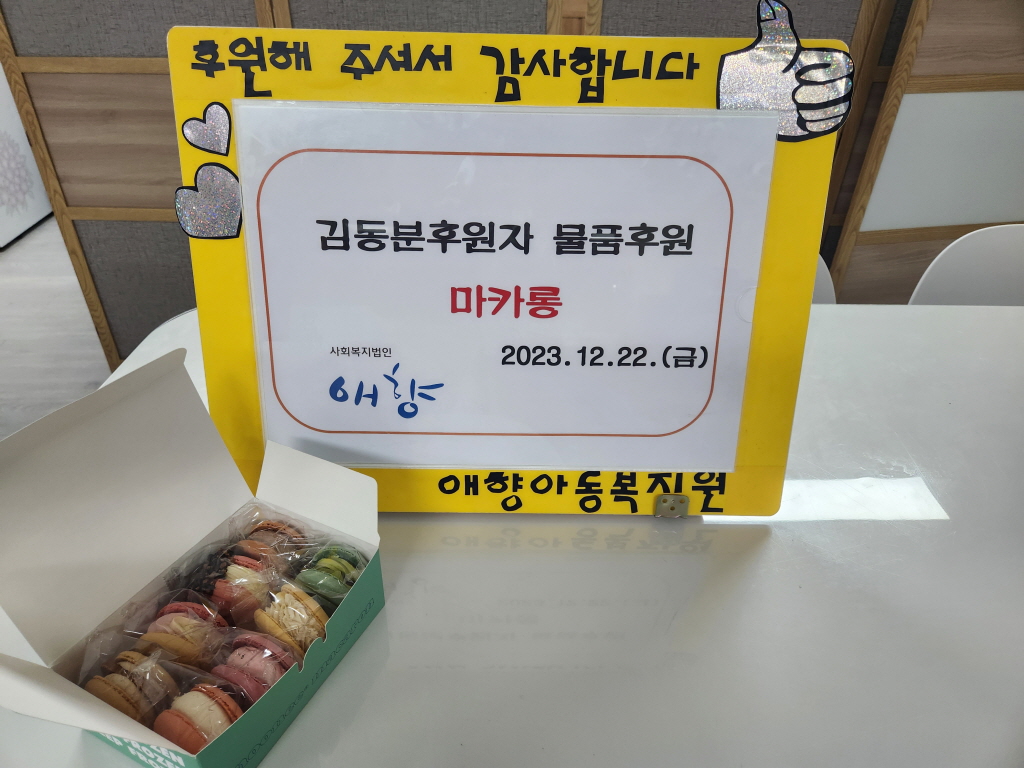 후원해 주셔서 감사합니다
김동분후원자 물품후원
마카롱
2023.12.22.(금)
사회복지법인
애향
애향아동복지원